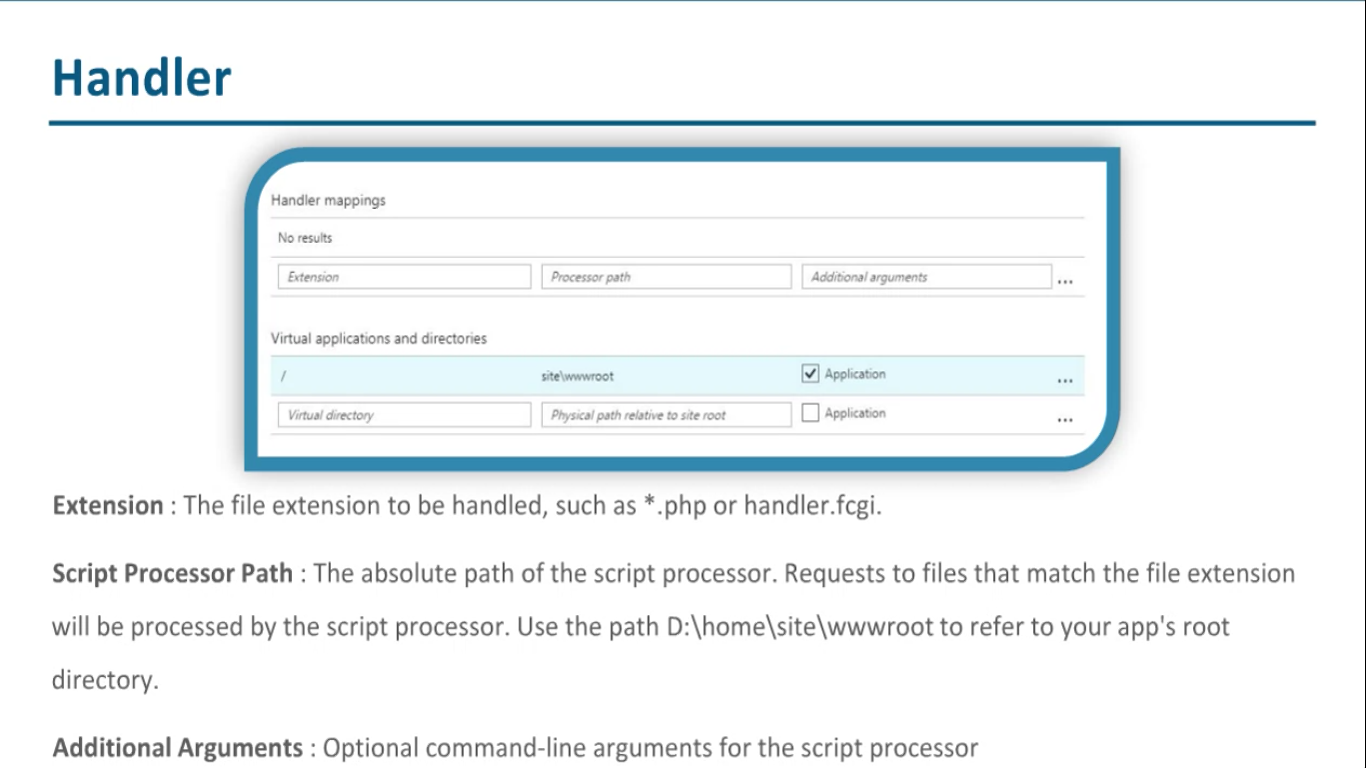 Handler
Handler mappings
No results
Extension Processor path Additional arguments ...
Virtual applications and directories
/ site\wwwroot Application ...
Virtual directory Physical path relative to site root Application ...
Extension : The file extension to be handled, such as *.php or handler.fcgi.
Script Processor Path : The absolute path of the script processor. Requests to files that match the file extension
will be processed by the script processor. Use the path D:\home\site\wwwroot to refer to your app's root
directory.
Additional Arguments : Optional command-line arguments for the script processor